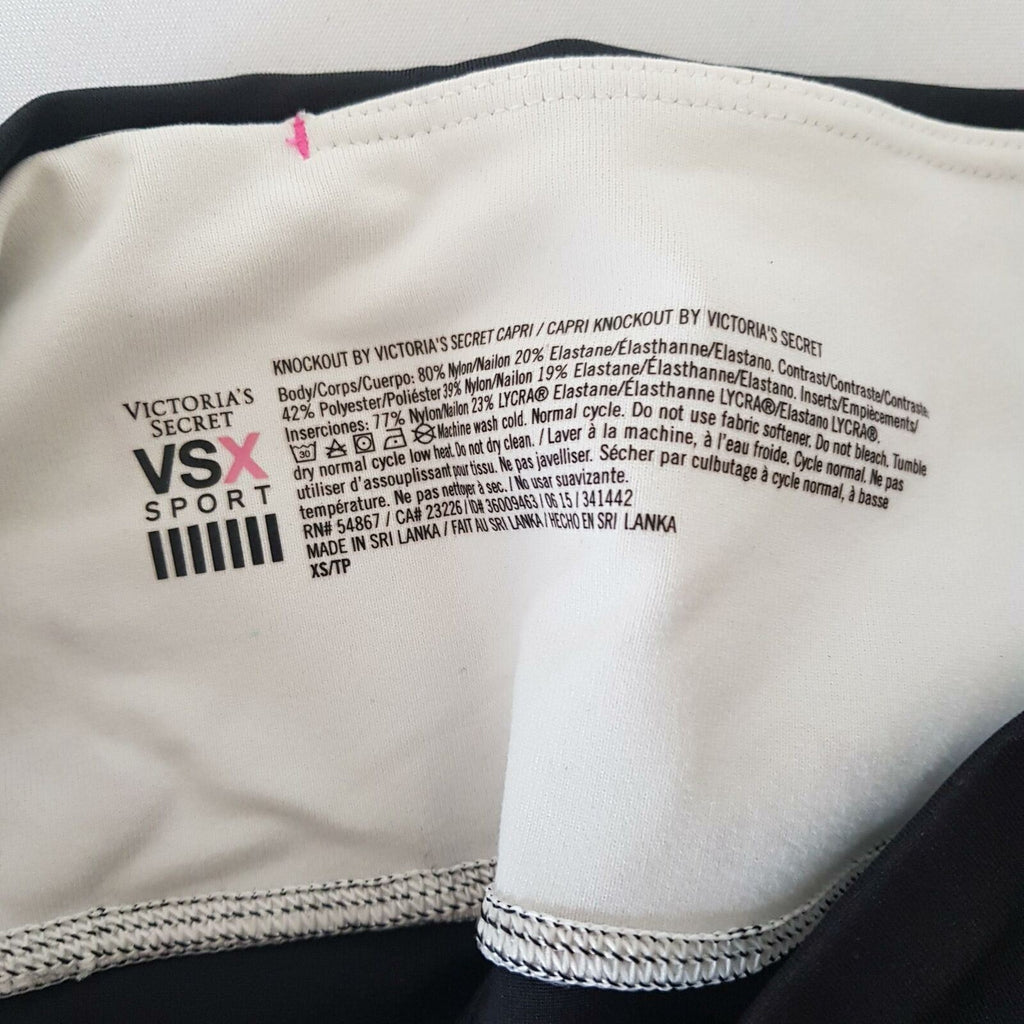 VICTORIA'S
SECRET
VSX
SPORT
KNOCKOUT BY VICTORIA'S SECRET CAPRI / CAPRI KNOCKOUT BY VICTORIA'S SECRET
Body/Corps/Cuerpo: 80% Nylon/Nailon 20% Elastane/Élasthanne/Elastano. Contrast/Contraste/Contraste:
42% Polyester/Poliéster 39% Nylon/Nailon 19% Elastane/Élasthanne/Elastano. Inserts/Empiècements/
Inserciones: 77% Nylon/Nailon 23% LYCRA® Elastane/Élasthanne LYCRA®/Elastano LYCRA®.
30 Machine wash cold. Normal cycle. Do not use fabric softener. Do not bleach. Tumble
dry normal cycle low heat. Do not dry clean. / Laver à la machine, à l'eau froide. Cycle normal. Ne pas
utiliser d'assouplissant pour tissu. Ne pas javelliser. Sécher par culbutage à cycle normal, à basse
température. Ne pas nettoyer à sec. / No usar suavizante.
RN# 54867 / CA# 23226 / ID# 36009463 / 06 15 / 341442
MADE IN SRI LANKA / FAIT AU SRI LANKA / HECHO EN SRI LANKA
XS/TP